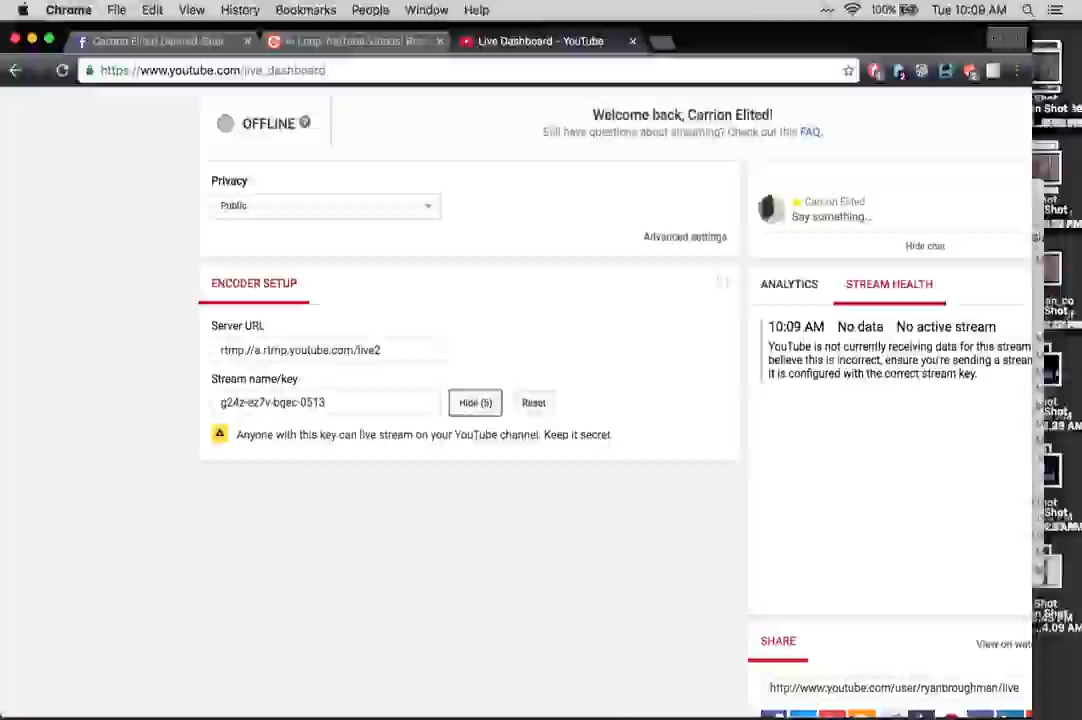 Chrome File Edit View History Bookmarks People Window Help 100% Tue 10:09 AM
Live Dashboard - YouTube
https://www.youtube.com/live_dashboard
OFFLINE
Welcome back, Carrion Elited!
Still have questions about streaming? Check out this FAQ.
Privacy
Public
Advanced settings
Carrion Elited
Say something...
Hide chat
ENCODER SETUP
ANALYTICS STREAM HEALTH
Server URL
rtmp://a.rtmp.youtube.com/live2
10:09 AM No data No active stream
YouTube is not currently receiving data for this stream
believe this is incorrect, ensure you're sending a stream
it is configured with the correct stream key.
Stream name/key
g24z-ez7v-bqec-0513
Hide (5) Reset
Anyone with this key can live stream on your YouTube channel. Keep it secret.
SHARE
View on wat
http://www.youtube.com/user/ryanbroughman/live